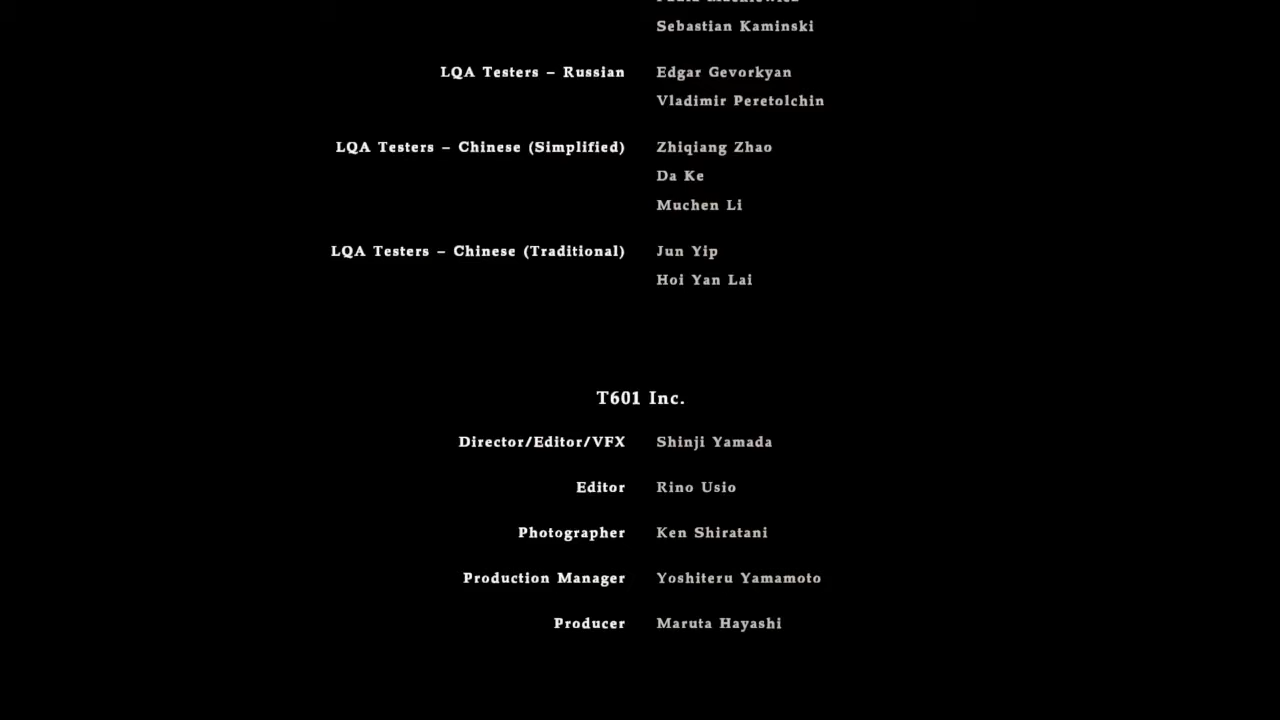 Sebastian Kaminski
LQA Testers – Russian Edgar Gevorkyan
Vladimir Peretolchin
LQA Testers – Chinese (Simplified) Zhiqiang Zhao
Da Ke
Muchen Li
LQA Testers – Chinese (Traditional) Jun Yip
Hoi Yan Lai
T601 Inc.
Director/Editor/VFX Shinji Yamada
Editor Rino Usio
Photographer Ken Shiratani
Production Manager Yoshiteru Yamamoto
Producer Maruta Hayashi